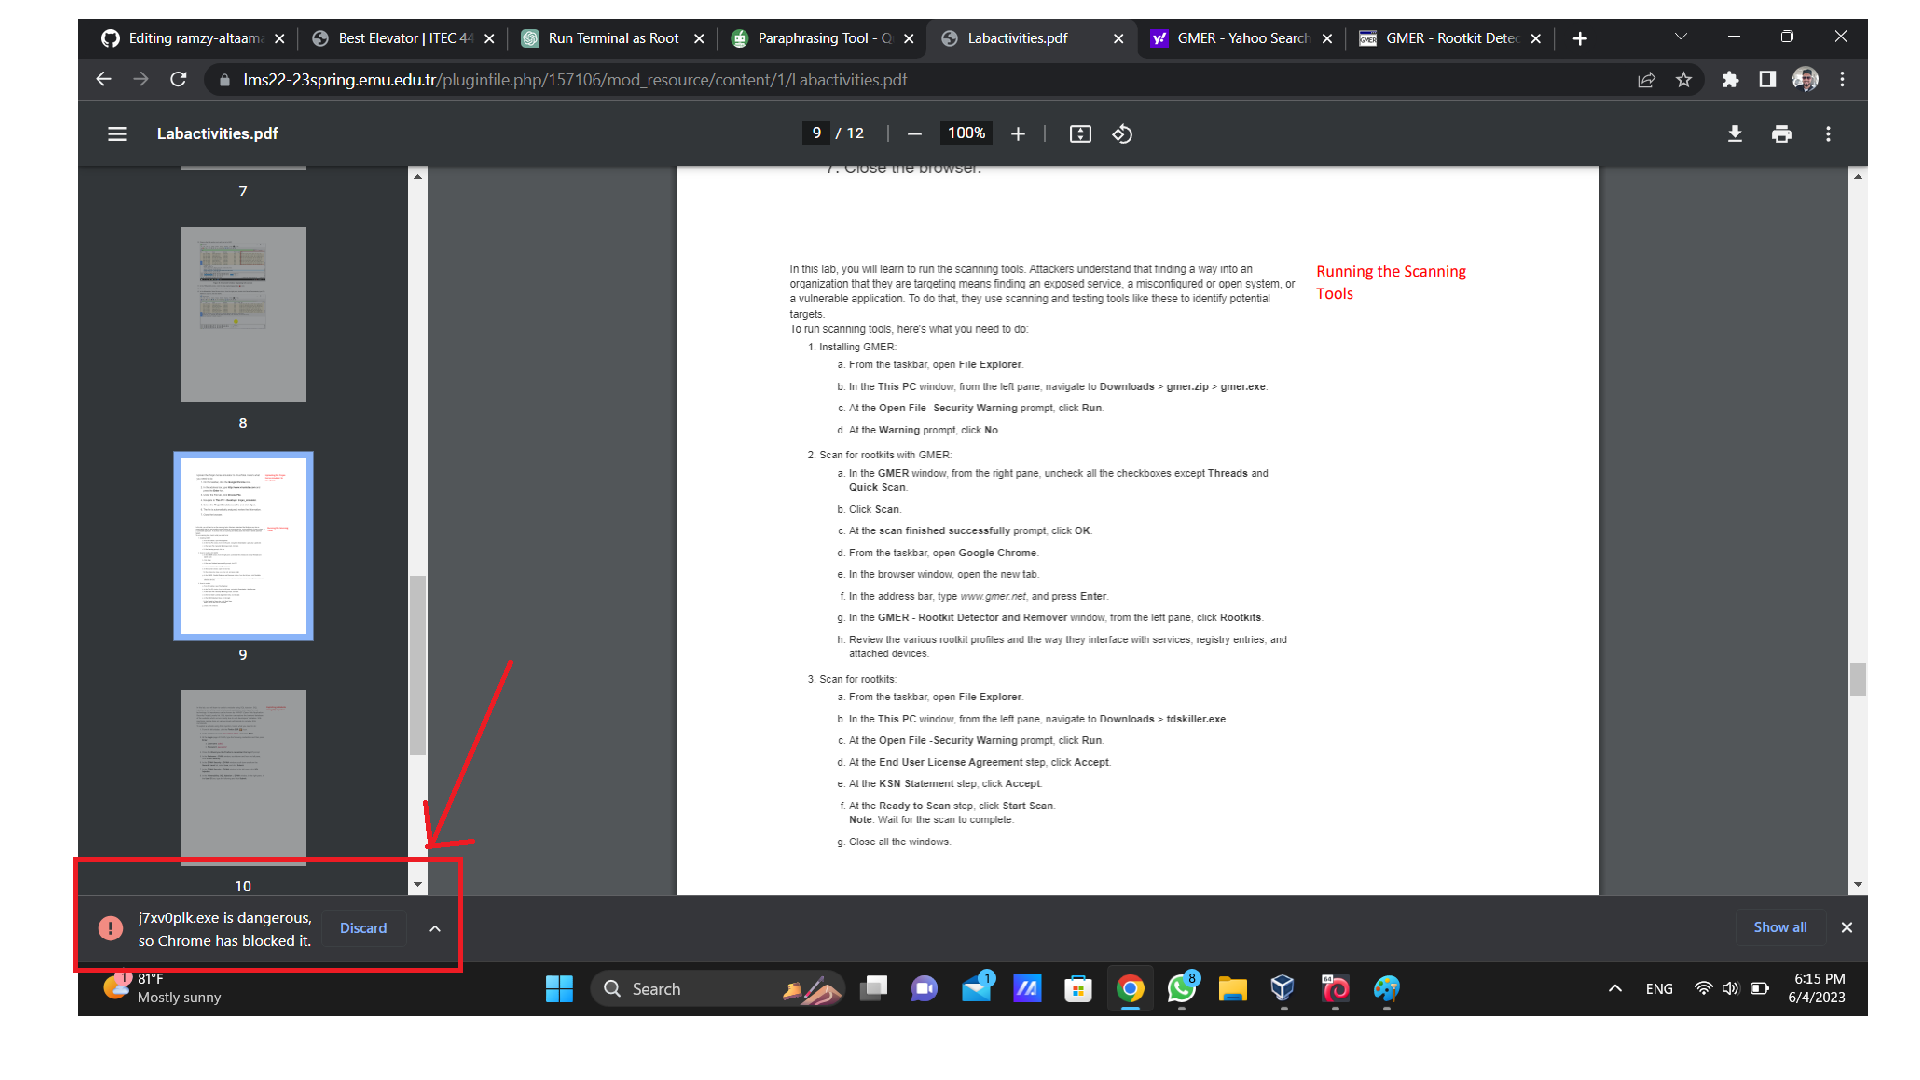 Editing ramzy-altaama
Best Elevator | ITEC 44
Run Terminal as Root
Paraphrasing Tool - Q
Labactivities.pdf
GMER - Yahoo Search
GMER - Rootkit Detec
lms22-23spring.emu.edu.tr/pluginfile.php/157106/mod_resource/content/1/Labactivities.pdf
Labactivities.pdf
9 / 12
100%
7
8
9
10
7. Close the browser.
In this lab, you will learn to run the scanning tools. Attackers understand that finding a way into an
organization that they are targeting means finding an exposed service, a misconfigured or open system, or
a vulnerable application. To do that, they use scanning and testing tools like these to identify potential
targets.
Running the Scanning
Tools
To run scanning tools, here's what you need to do:
1. Installing GMER:
a. From the taskbar, open File Explorer.
b. In the This PC window, from the left pane, navigate to Downloads > gmer.zip > gmer.exe.
c. At the Open File -Security Warning prompt, click Run.
d. At the Warning prompt, click No
2. Scan for rootkits with GMER:
a. In the GMER window, from the right pane, uncheck all the checkboxes except Threads and
Quick Scan.
b. Click Scan.
c. At the scan finished successfully prompt, click OK.
d. From the taskbar, open Google Chrome.
e. In the browser window, open the new tab.
f. In the address bar, type www.gmer.net, and press Enter.
g. In the GMER - Rootkit Detector and Remover window, from the left pane, click Rootkits.
h. Review the various rootkit profiles and the way they interface with services, registry entries, and
attached devices.
3. Scan for rootkits:
a. From the taskbar, open File Explorer.
b. In the This PC window, from the left pane, navigate to Downloads > tdskiller.exe
c. At the Open File -Security Warning prompt, click Run.
d. At the End User License Agreement step, click Accept.
e. At the KSN Statement step, click Accept.
f. At the Ready to Scan step, click Start Scan.
Note. Wait for the scan to complete.
g. Close all the windows.
j7xv0plk.exe is dangerous,
so Chrome has blocked it.
Discard
Show all
81°F
Mostly sunny
Search
1
8
ENG
6:15 PM
6/4/2023